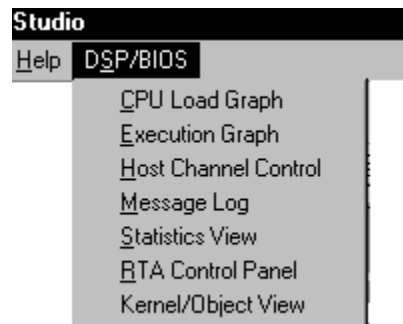 Studio
Help DSP/BIOS
CPU Load Graph
Execution Graph
Host Channel Control
Message Log
Statistics View
RTA Control Panel
Kernel/Object View